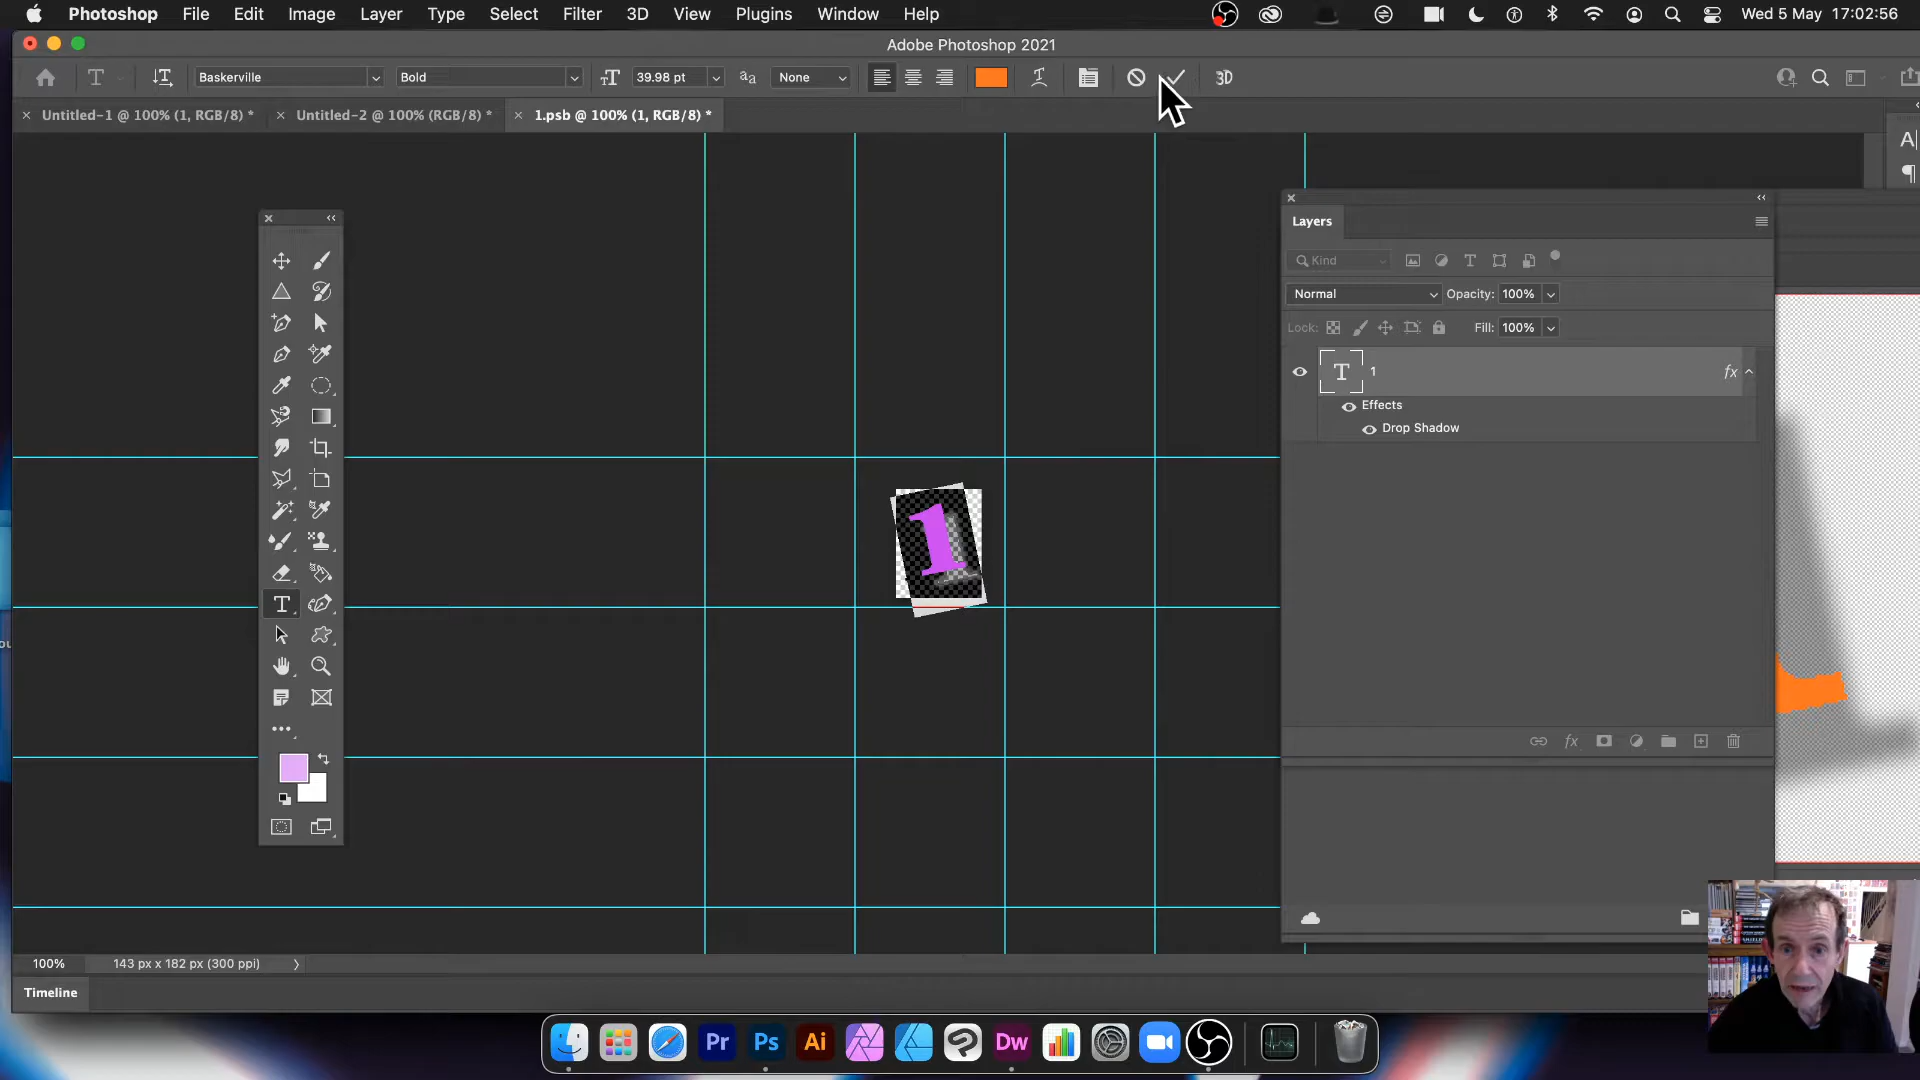 Photoshop File Edit Image Layer Type Select Filter 3D View Plugins Window Help Wed 5 May 17:02:56
Adobe Photoshop 2021
Baskerville Bold 39.98 pt None 3D
Untitled-1 @ 100% (1, RGB/8) * Untitled-2 @ 100% (RGB/8) * 1.psb @ 100% (1, RGB/8) *
Layers
Kind
Normal Opacity: 100%
Lock: Fill: 100%
1 fx
Effects
Drop Shadow
1
100% 143 px x 182 px (300 ppi)
Timeline
Pr Ps Ai Dw